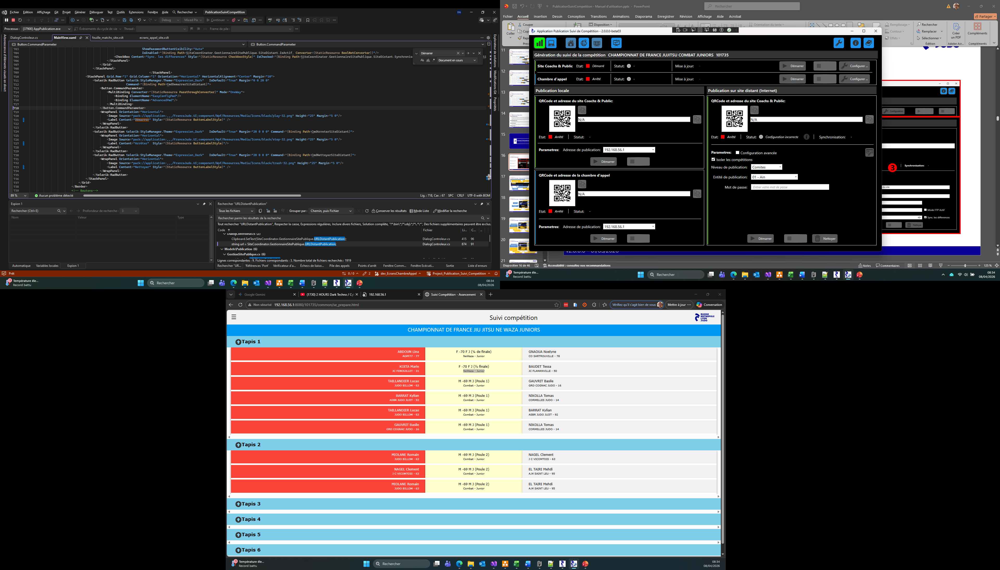 Fichier Edition Affichage Git Projet Générer Déboguer Test Outils Extensions Fenêtre Aide Rechercher PublicationSuiviCompetition DG
Debug Mixed Pla Continuer
Processus : [37900] AppPublication.exe Événements du cycle de vie Thread : Frame de pile :
DialogControleur.cs MainView.xaml feuille_matchs_site.xslt ecrans_appel_site.xslt
Button.CommandParameter Button.CommandParameter
Arborescence d'éléments visuels en direct
Explorateur de solutions Modifications Git Propriétés
Démarrer
Document en cours
703 ShowPasswordButtonVisibility="Auto"
704 IsEnabled="{Binding Path=SiteCoordinator.GestionnaireSitePublique.SiteDistant.IsActif, Converter={StaticResource BoolNotConverter}}"/>
705 <CheckBox Content="Sync. les differences" Style="{StaticResource CheckboxStyle}" IsChecked="{Binding Path=SiteCoordinator.GestionnaireSitePublique.SiteDistant.Synchronise
706 </StackPanel>
707 </Grid>
708 </StackPanel>
709 </StackPanel>
710 <StackPanel Grid.Row="1" Grid.Column="1" Orientation="Horizontal" HorizontalAlignment="Center" Margin="10">
711 <telerik:RadButton telerik:StyleManager.Theme="Expression_Dark" IsDefault="True" Margin="0 0 20 0"
712 Command="{Binding Path=CmdDemarrerSiteDistant}">
713 <Button.CommandParameter>
714 <MultiBinding Converter="{StaticResource PassthroughConverter}" Mode="OneWay">
715 <Binding ElementName="EasyConfigPwd"/>
716 <Binding ElementName="AdvancedPwd"/>
717 </MultiBinding>
718 </Button.CommandParameter>
719 <WrapPanel Orientation="Horizontal">
720 <Image Source="pack://application:,,,/FranceJudo.UI;component/Wpf/Resources/Media/Icons/black/play-32.png" Height="25" Margin="5 0"/>
721 <Label Content="Démarrer" Style="{StaticResource ButtonLabelStyle}" />
722 </WrapPanel>
723 </telerik:RadButton>
724 <telerik:RadButton telerik:StyleManager.Theme="Expression_Dark" IsDefault="True" Margin="20 0 0 0" Command="{Binding Path=CmdArreterSiteDistant}">
725 <WrapPanel Orientation="Horizontal">
726 <Image Source="pack://application:,,,/FranceJudo.UI;component/Wpf/Resources/Media/Icons/black/stop-32.png" Height="25" Margin="5 0"/>
727 <Label Content="Arrêter" Style="{StaticResource ButtonLabelStyle}"/>
728 </WrapPanel>
729 </telerik:RadButton>
730 <telerik:RadButton telerik:StyleManager.Theme="Expression_Dark" IsDefault="True" Margin="20 0 0 0" Command="{Binding Path=CmdNettoyerSiteDistant}">
731 <WrapPanel Orientation="Horizontal">
732 <Image Source="pack://application:,,,/FranceJudo.UI;component/Wpf/Resources/Media/Icons/black/trash-32.png" Height="25" Margin="5 0"/>
733 <Label Content="Nettoyer" Style="{StaticResource ButtonLabelStyle}" />
734 </WrapPanel>
735 </telerik:RadButton>
736 </StackPanel>
737 </Grid>
738 </Border>
739 <!-- Boutons-->
89 % Aucun problème détecté Lig. : 718, Car. : 67 SPC CRLF UTF-8 with BOM
Espion 1
Rechercher (Ctrl+E) Profondeur de recherche : 3
Nom Valeur Type
Automatique Variables locales Espion 1
Rechercher "URLDistantPublication"
Tous les fichiers Grouper par : Chemin, puis Fichier Conserver les résultats Mode Liste Modifier la recherche
Rechercher parmi les résultats de la recherche
Tout rechercher "URLDistantPublication", Respecter la casse, Expressions régulières, Inclure divers fichiers, Solution complète, "!*\bin\*;!*\obj\*;!*\.*\*", Des fichiers supplémentaires peuvent être exclus.
Code Fichier Li... C... ..
DialogControleur.cs (2)
Clipboard.SetText(SiteCoordinator.GestionnaireSitePublique.URLDistantPublication); DialogControleur.cs 415 96
string url = SiteCoordinator.GestionnaireSitePublique.URLDistantPublication; DialogControleur.cs 874 91
Models\Publication (6)
GestionSitePublique.cs (6)
Lignes correspondantes : 9. Fichiers correspondants : 3. Nombre total de fichiers recherchés : 1919
Rechercher "UR... 'Références 'Port' Vérificateur d'a... Échecs de liaiso... Pile des appels Points d'arrêt Fenêtre Comm... Fenêtre Exécuti... Sortie Liste d'erreurs
Prêt 0 / 0 2 dev_EcransChambreAppel Project_Publication_Suivi_Competition
Température éle...
Record battu
Rechercher
08:34
08/04/2026
PublicationSuiviCompetition - Manuel d'utilisation.pptx - PowerPoint Rechercher
Fichier Accueil Insertion Dessin Conception Transitions Animations Diaporama Enregistrer Révision Affichage Aide Acrobat Partager
Coller Couper Disposition Orientation du texte Remplissage Rechercher
Contour Remplacer
Effets Sélectionner
Créer un PDF Compléments
Édition Adobe Acr... Compléments
11
12
13
14
15
16
17
18
19
20
21
Application Publication Suivi de Compétition - 2.0.0.0-beta03
Génération du suivi de la compétition CHAMPIONNAT DE FRANCE JUJITSU COMBAT JUNIORS 101735
Site Coachs & Public Etat: Démarré Statut: - Mise à jour: - Démarrer Configurer ...
Chambre d'appel Etat: Arrêté Statut: - Mise à jour: - Démarrer Configurer ...
Publication locale
QRCode et adresse du site Coachs & Public:
N/A
Etat: Arrêté Statut: -
Parametres: Adresse de publication: 192.168.56.1
Démarrer
QRCode et adresse de la chambre d'appel
N/A
Etat: Arrêté Statut: -
Parametres: Adresse de publication: 192.168.56.1
Démarrer
Publication sur site distant (Internet)
QRCode et adresse du site Coachs & Public:
N/A
Etat: Arrêté Statut: Configuration incorrecte Synchronisation: -
Parametres: Configuration avancée
Isoler les compétitions
Niveau de publication: Comites
Entité de publication: 01 - Ain
Mot de passe: Entrer votre mot de passe
Démarrer Nettoyer
Configuration
3 Synchronisation: -
-du-site
Mode FTP Actif
Sync. les differences
Nettoyer
Diapositive 16 de 46 Accessibilité : consultez nos recommandations Notes Commentaires 125 %
Température éle...
Record battu
Rechercher
08:34
08/04/2026
Google Gemini (1730) 2 HOURS Dark Techno / Cy 192.168.56.1 Suivi Compétition - Avancement
Non sécurisé 192.168.56.1:8080/101735/common/se_prepare.html Vérifiez qu'il s'agit bien de vous Mettre à jour Conversation
Suivi compétition
RHONE METROPOLE LYON JUDO
CHAMPIONNAT DE FRANCE JIU JITSU NE WAZA JUNIORS
Tapis 1
ABDOUN Lina F -70 F J (¼ de finale) GNAOUA Noelyne
AGPF77 - 77 NeWaza - Junior CO SARTROUVILLE - 78
KOITA Marie F -70 F J (½ finale) BAUDET Tessa
JC FENOUILLET - 31 NeWaza - Junior JC FLAMANVILLE - 50
TAILLANDIER Lucas M -69 M J (Poule 1) GAUVRIT Basile
JUDO BILLOM - 63 Combat - Junior GRD COGNAC JUDO - 16
BARRAT Kylian M -69 M J (Poule 1) NIKOLLA Tomas
ASBR JUDO JUJIT - 92 Combat - Junior CORMELLES JUDO - 14
TAILLANDIER Lucas M -69 M J (Poule 1) BARRAT Kylian
JUDO BILLOM - 63 Combat - Junior ASBR JUDO JUJIT - 92
GAUVRIT Basile M -69 M J (Poule 1) NIKOLLA Tomas
GRD COGNAC JUDO - 16 Combat - Junior CORMELLES JUDO - 14
Tapis 2
MIOLANE Romain M -69 M J (Poule 2) NAGEL Clement
JUDO BILLOM - 63 Combat - Junior J C VICOMTOIS - 63
NAGEL Clement M -69 M J (Poule 2) EL TAIRI Mehdi
J C VICOMTOIS - 63 Combat - Junior A.M SAINT LEU - 95
MIOLANE Romain M -69 M J (Poule 2) EL TAIRI Mehdi
JUDO BILLOM - 63 Combat - Junior A.M SAINT LEU - 95
Tapis 3
Tapis 4
Tapis 5
Tapis 6
Température éle...
Record battu
Rechercher
08:34
08/04/2026